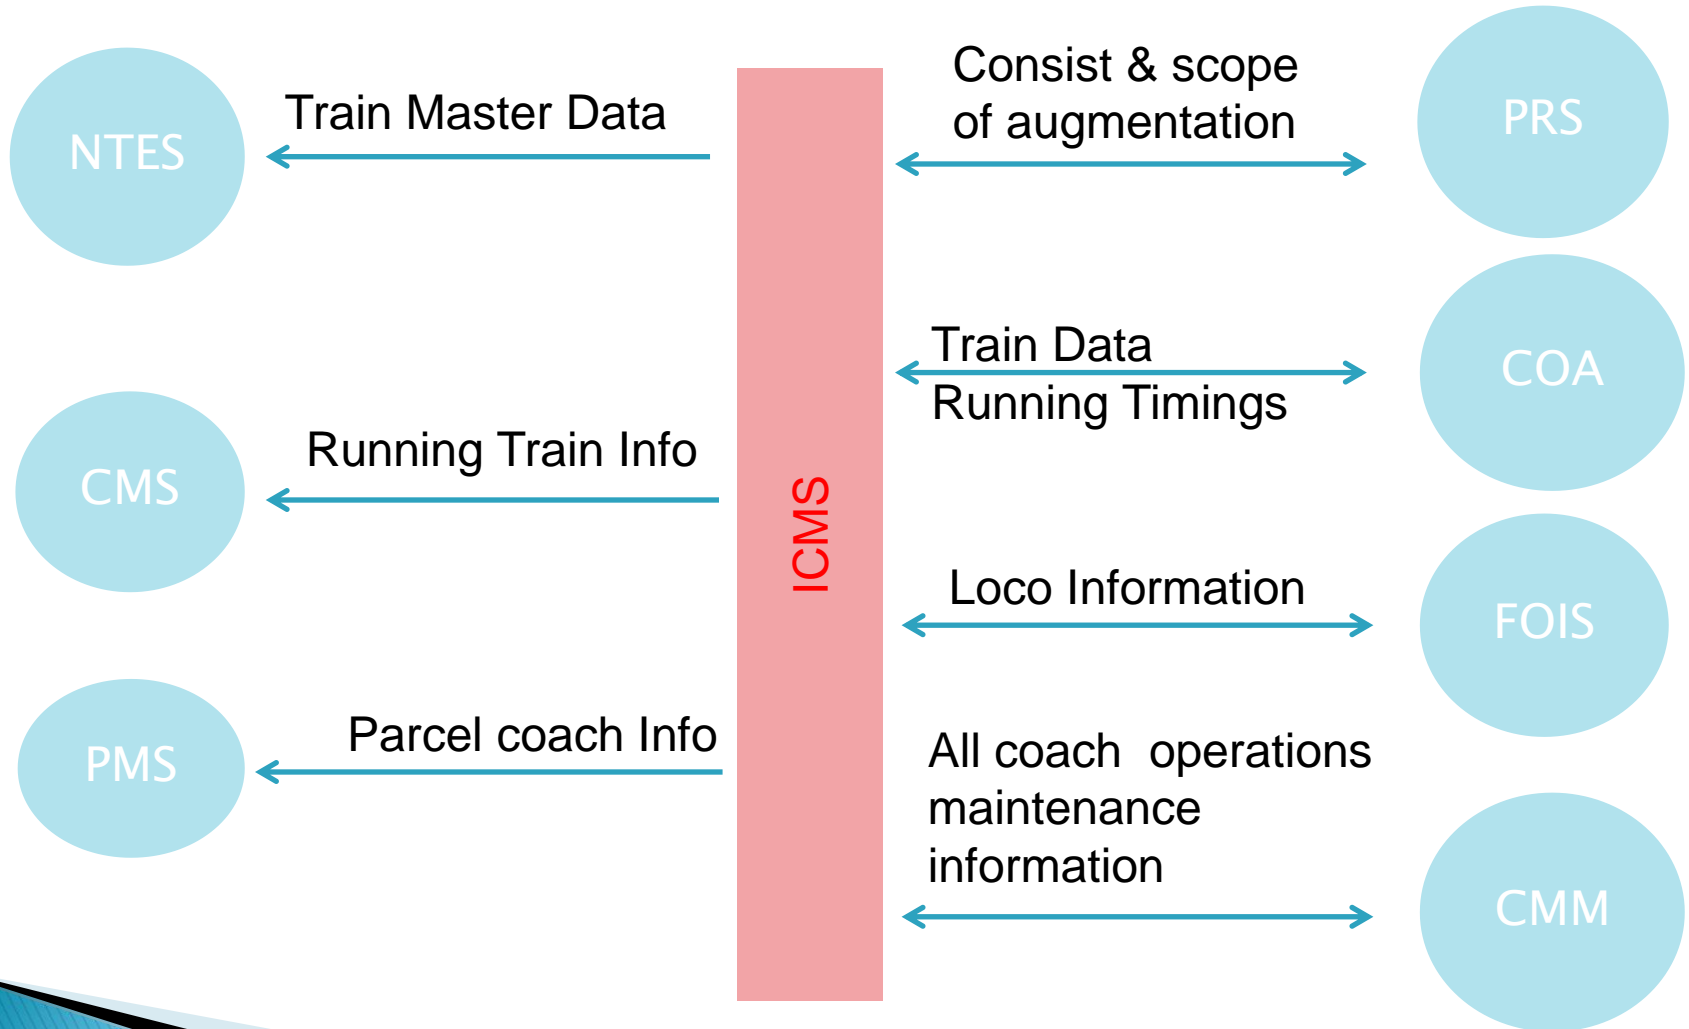 NTES
Train Master Data
CMS
Running Train Info
PMS
Parcel coach Info
ICMS
Consist & scope
of augmentation
PRS
Train Data
Running Timings
COA
Loco Information
FOIS
All coach  operations
maintenance
information
CMM